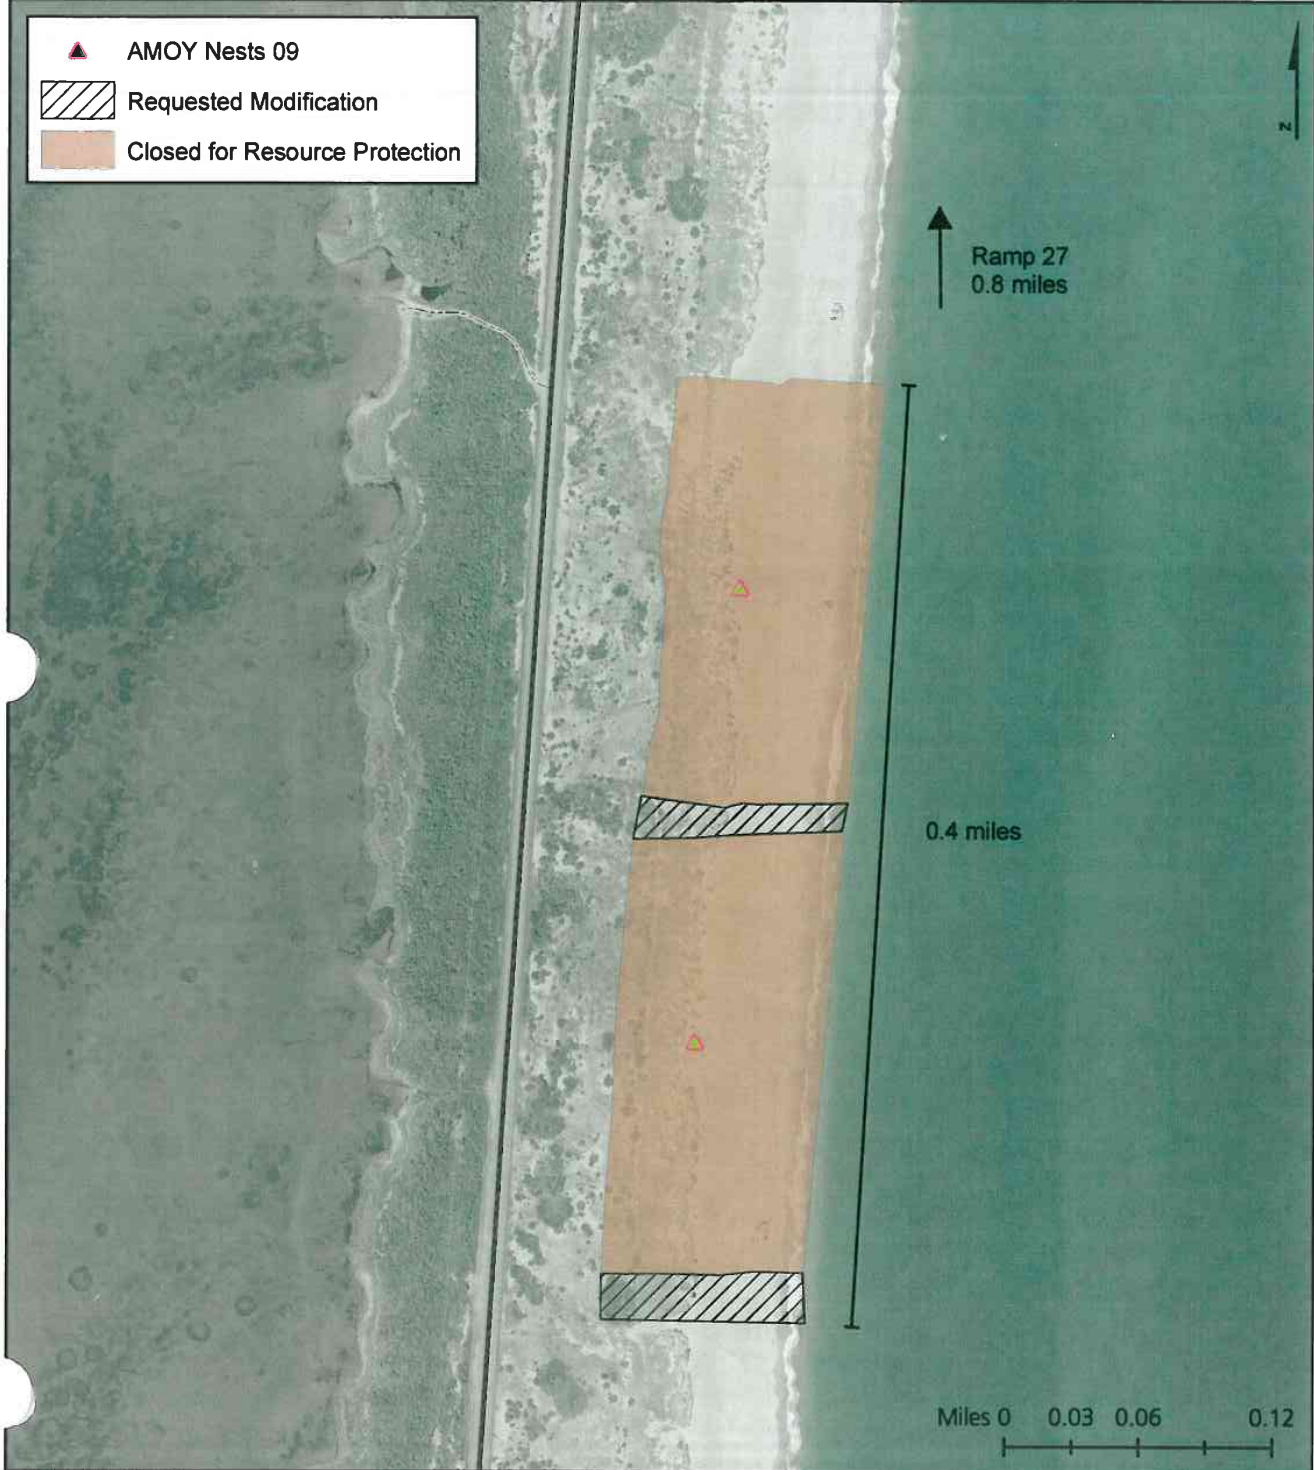 AMOY Nests 09
Requested Modification
Closed for Resource Protection
N
Ramp 27
0.8 miles
0.4 miles
Miles 0 0.03 0.06 0.12